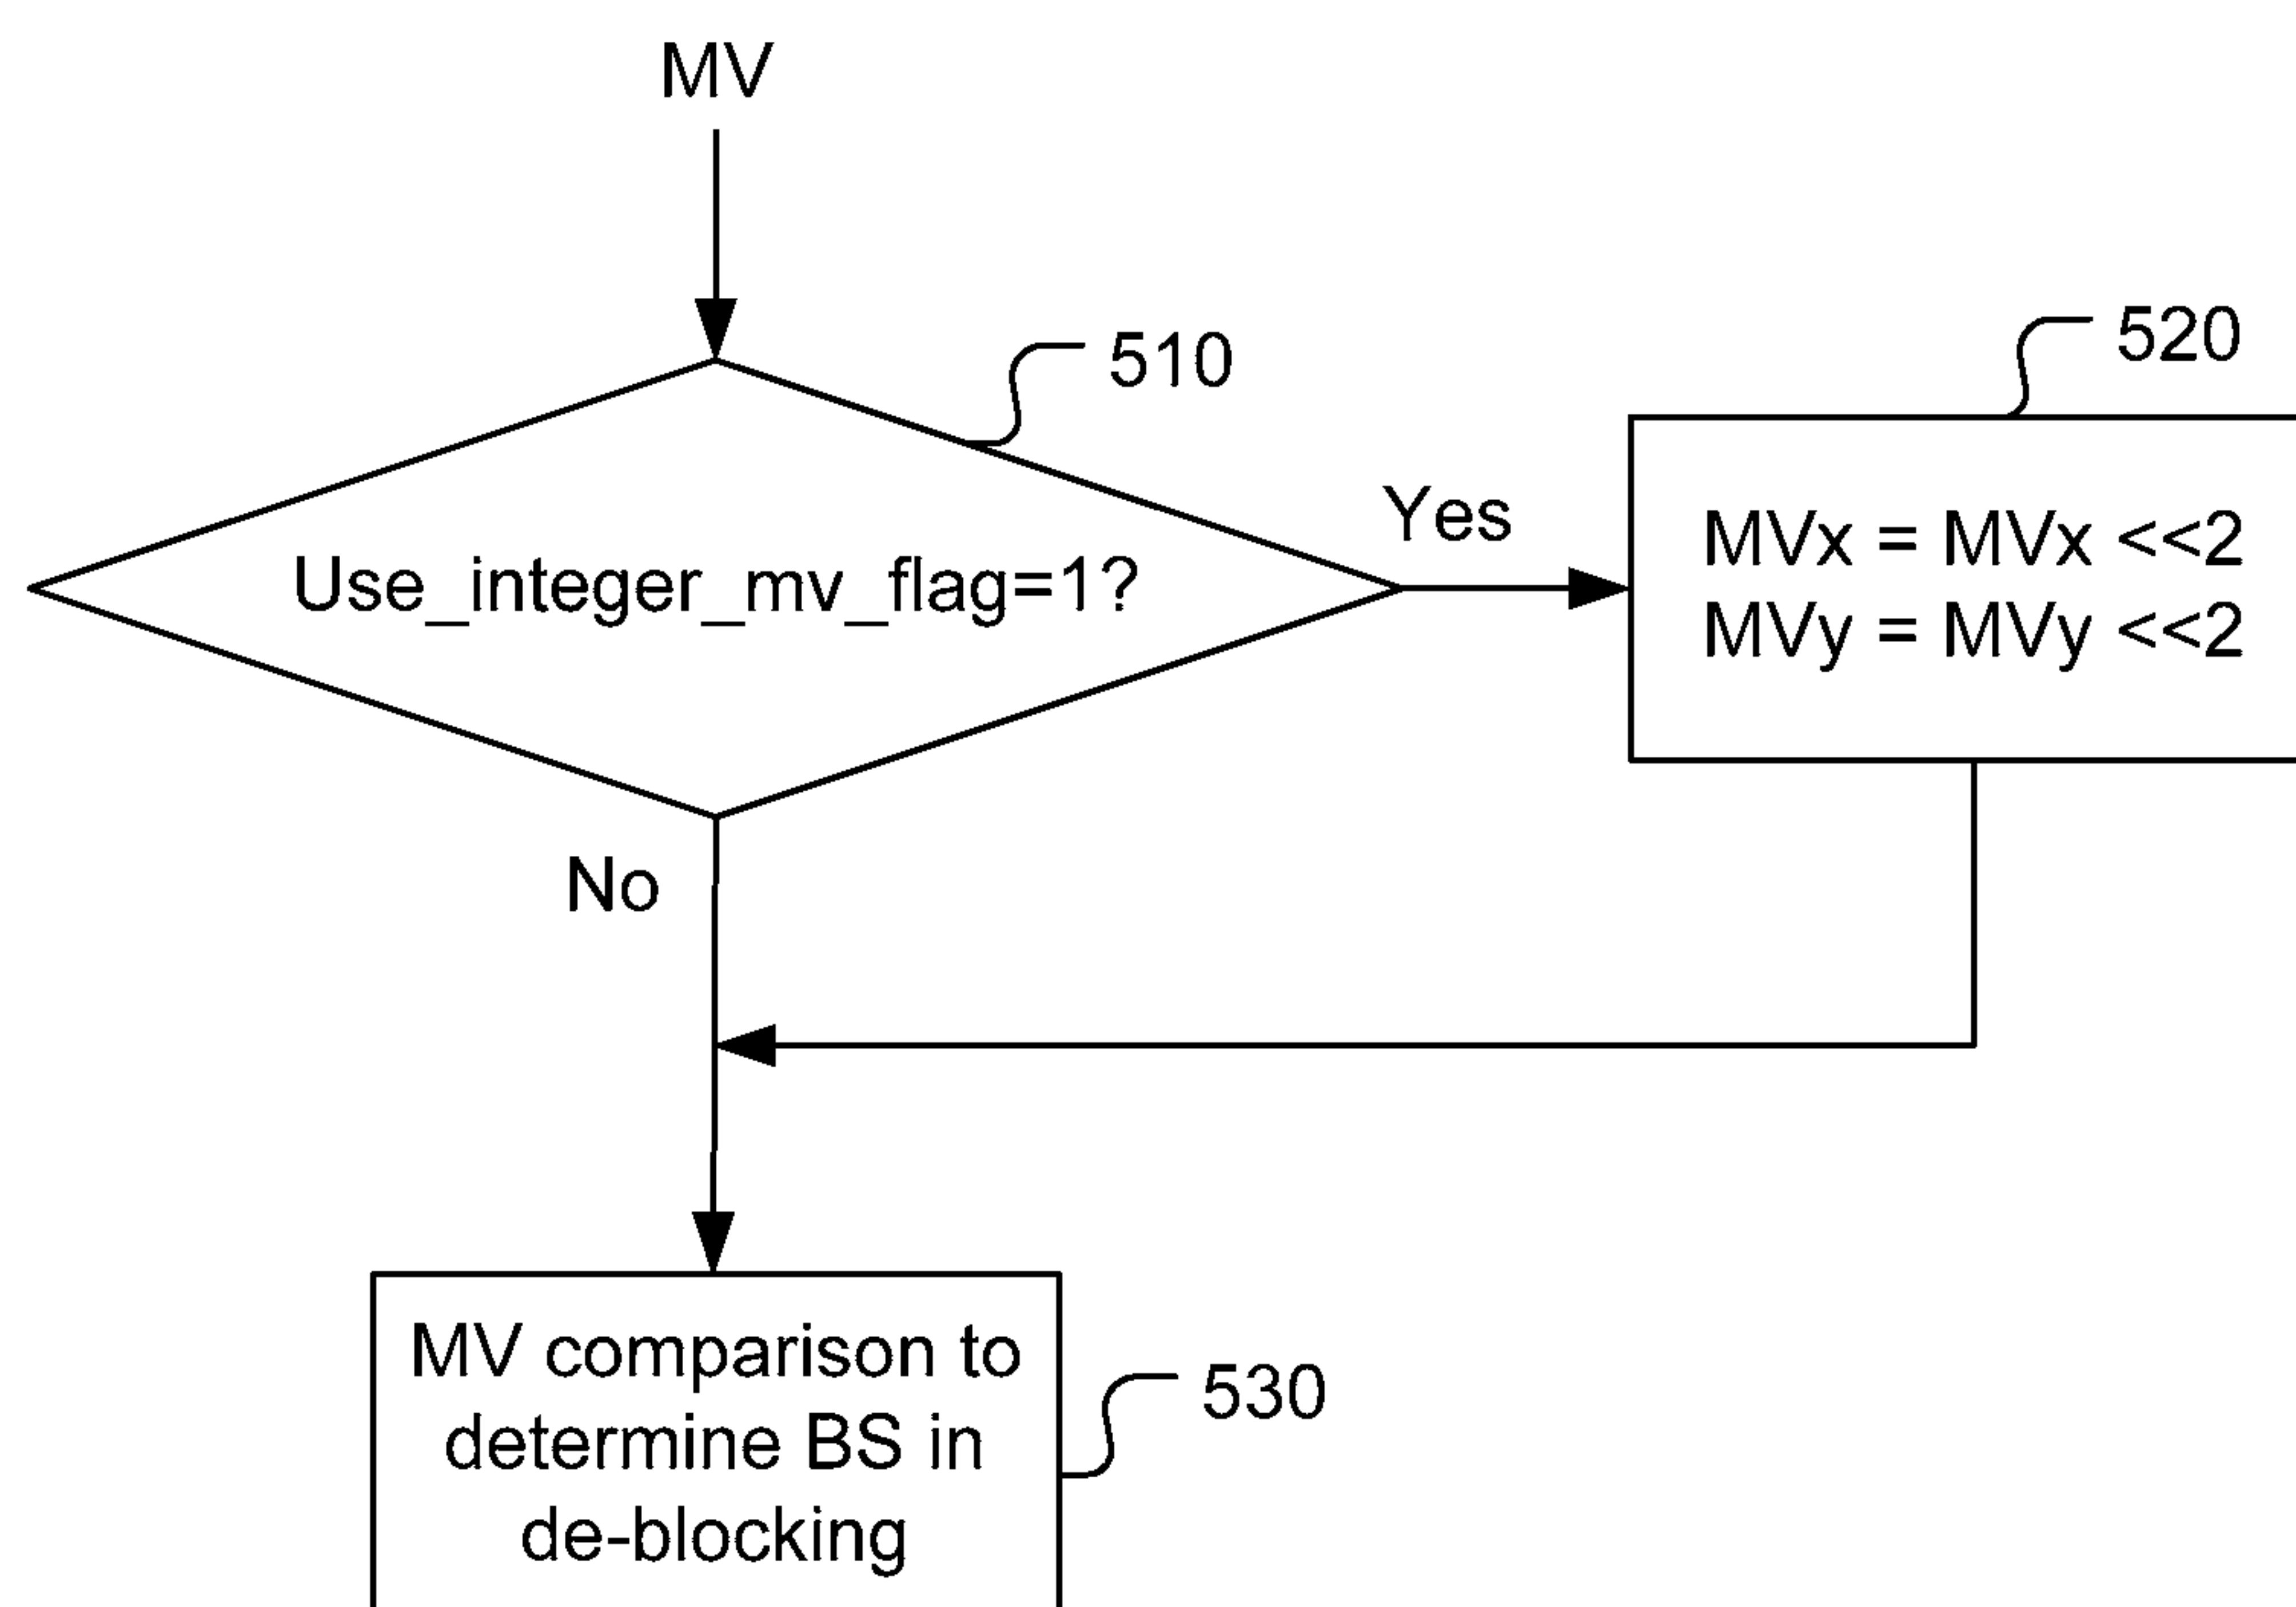 MV
510
520
Yes
Use_integer_mv_flag=1?
MVx = MVx <<2
MVy = MVy <<2
No
MV comparison to
determine BS in
de-blocking
530